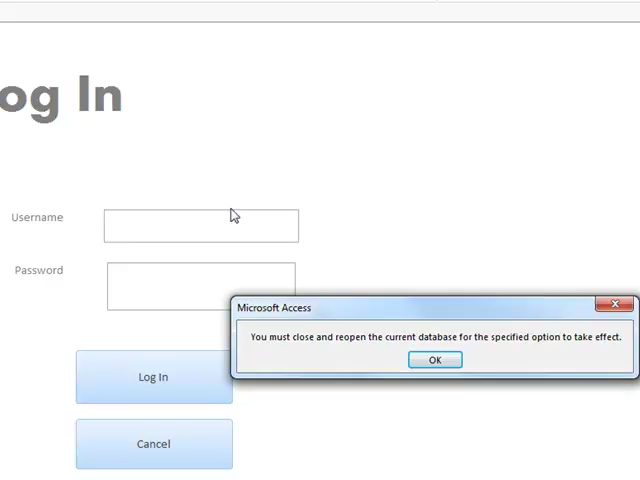 og In
Username
Password
Microsoft Access
You must close and reopen the current database for the specified option to take effect.
OK
Log In
Cancel